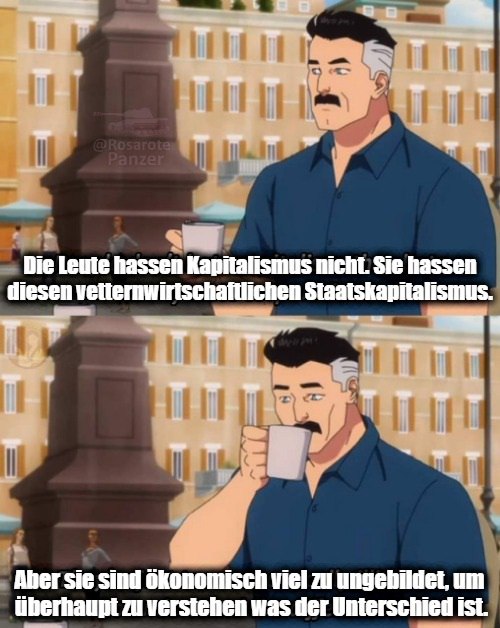 @Rosarote
Panzer
Die Leute hassen Kapitalismus nicht. Sie hassen
diesen vetternwirtschaftlichen Staatskapitalismus.
Aber sie sind ökonomisch viel zu ungebildet, um
überhaupt zu verstehen was der Unterschied ist.